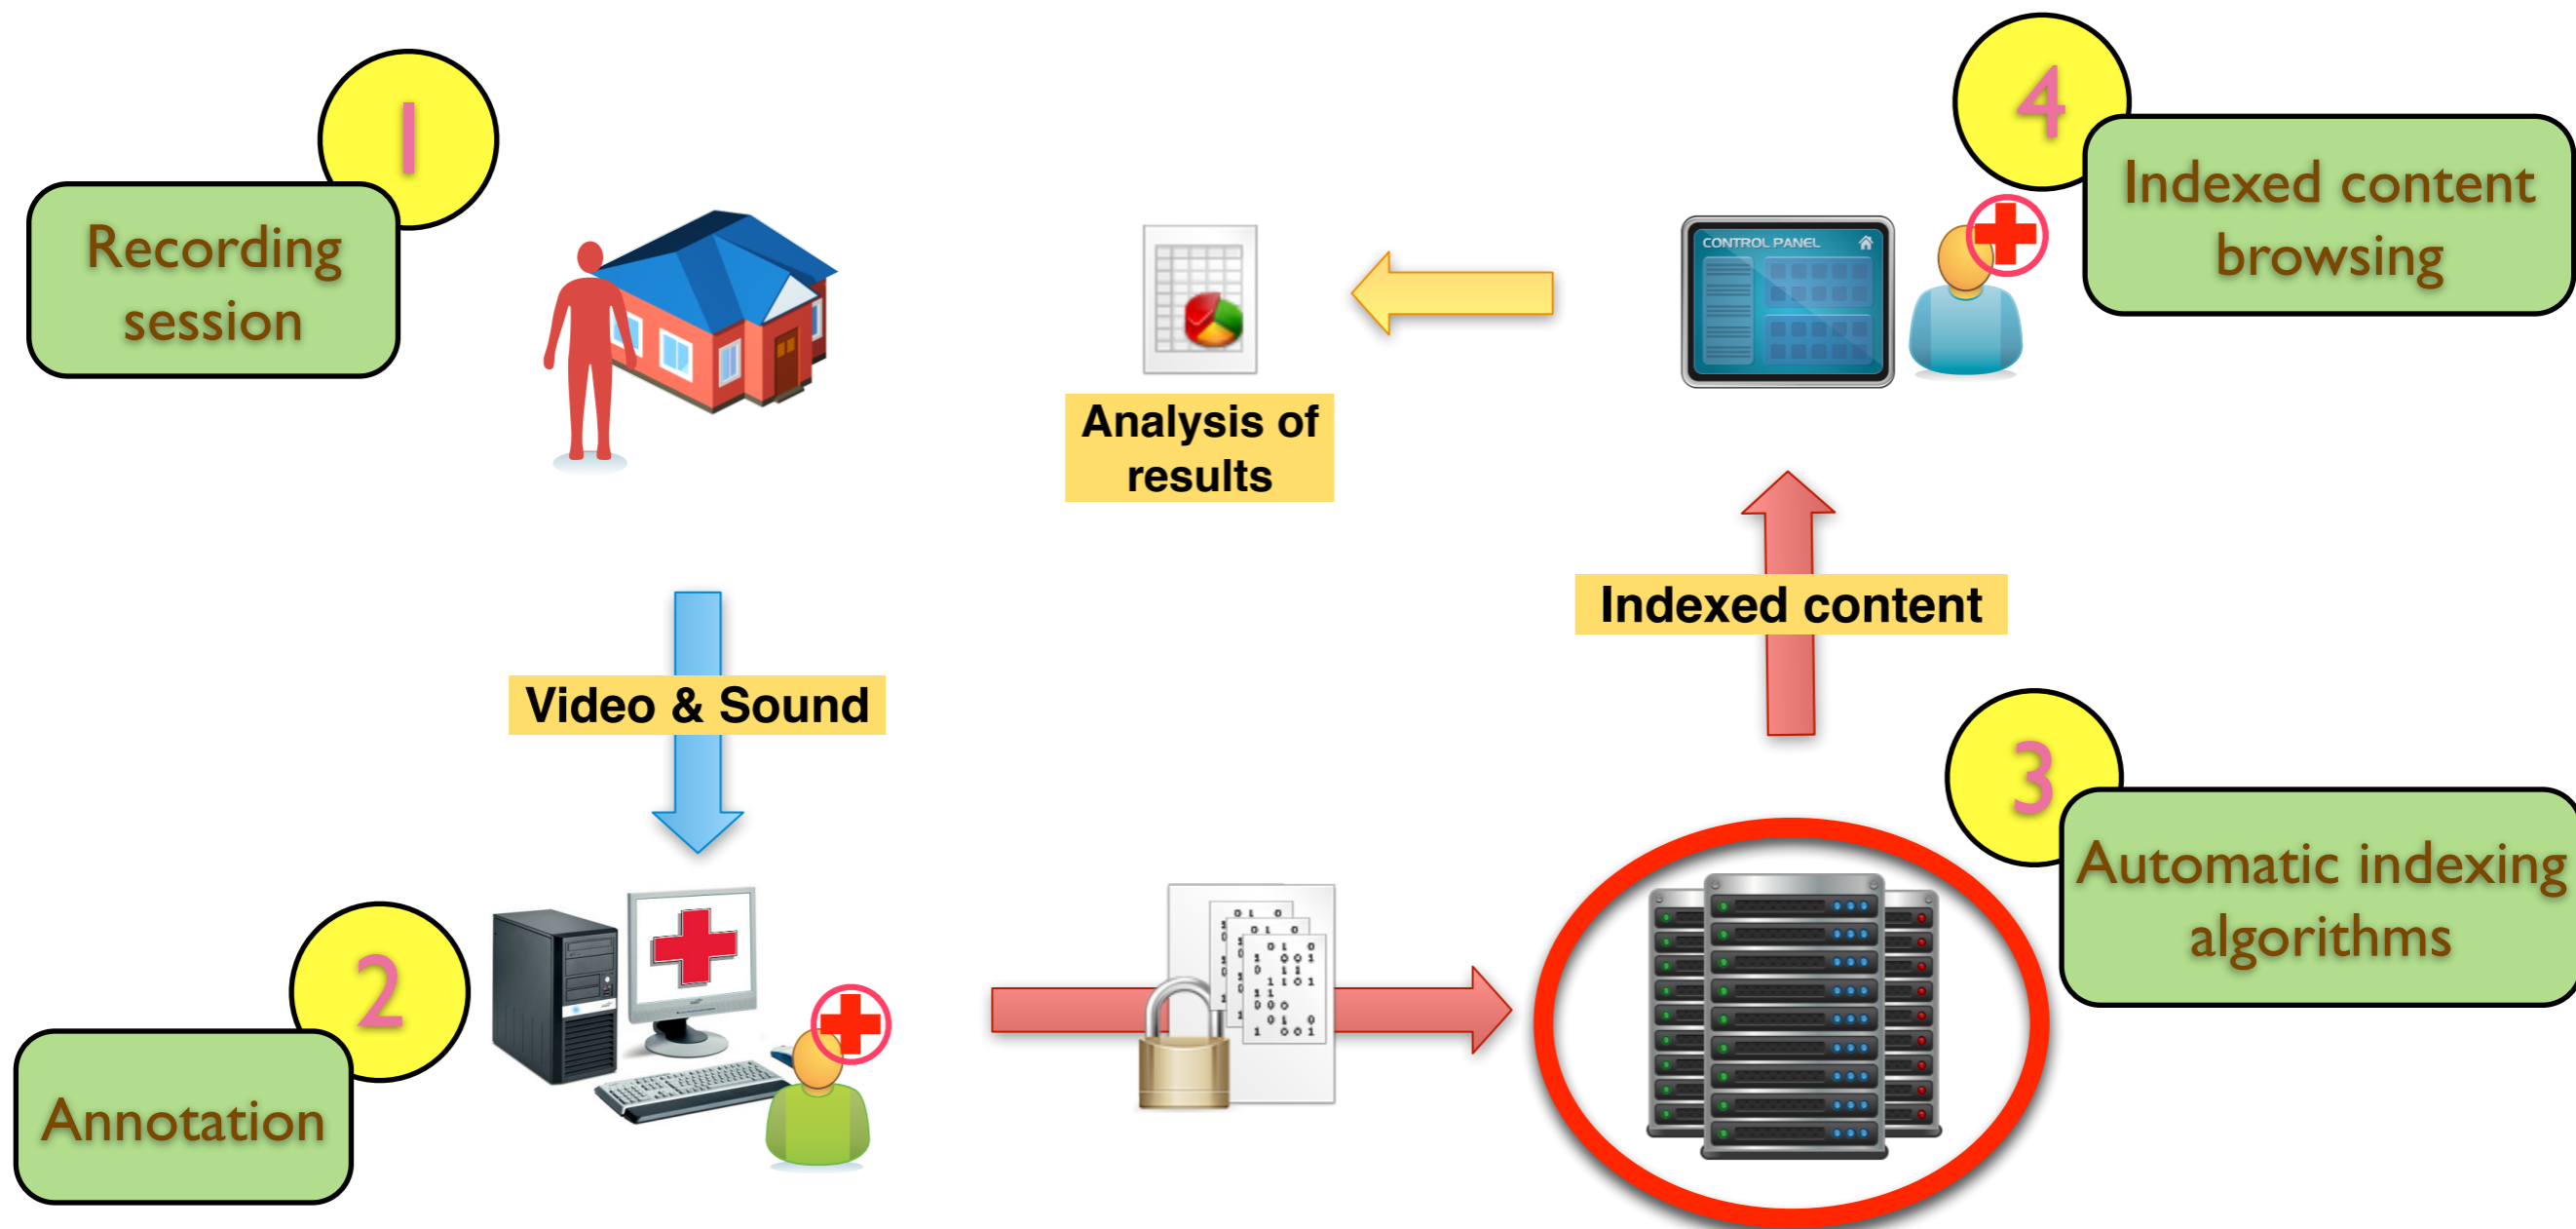 1
Recording
session
4
Indexed content
browsing
CONTROL PANEL
Analysis of
results
Indexed content
Video & Sound
3
Automatic indexing
algorithms
2
Annotation